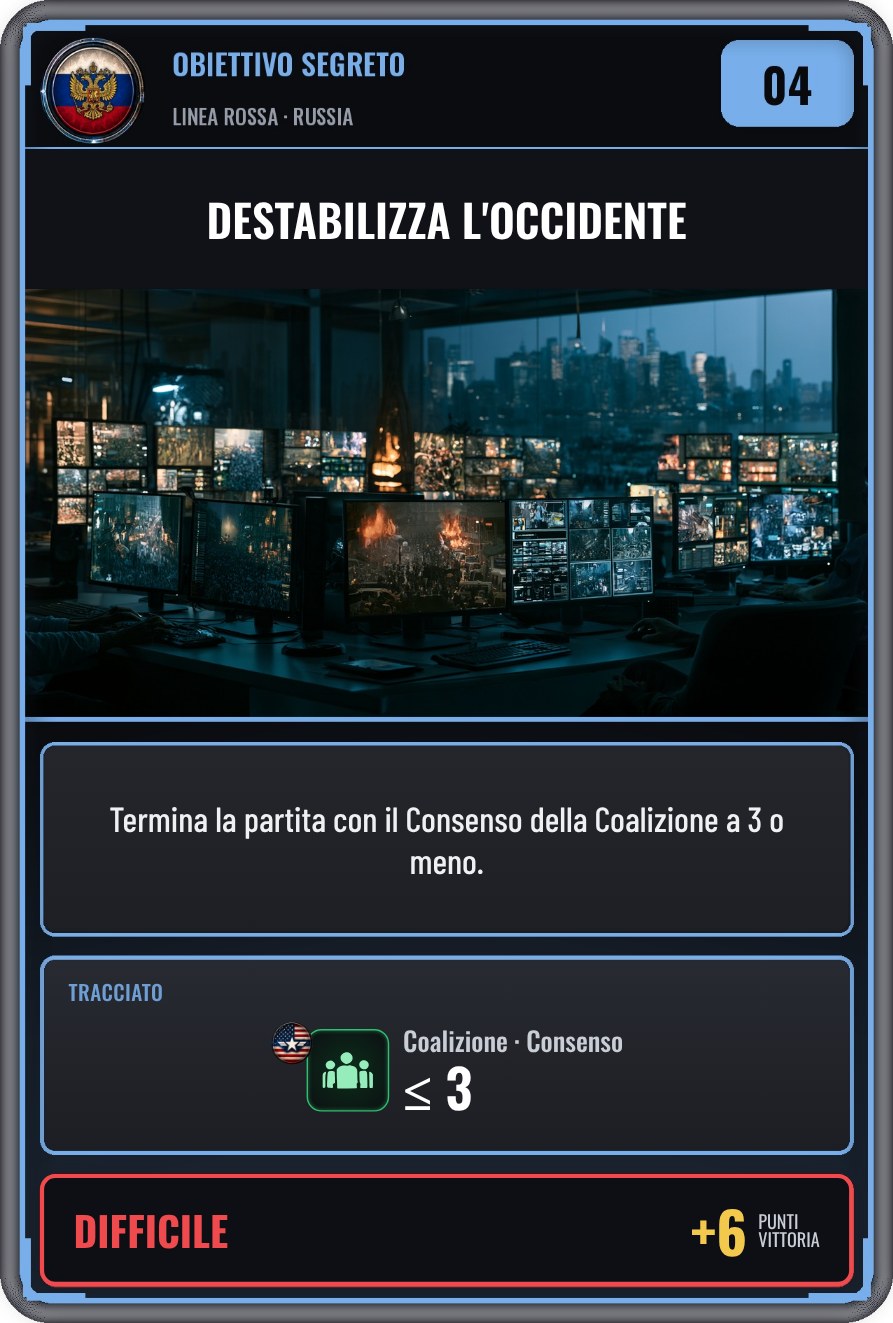 OBIETTIVO SEGRETO
LINEA ROSSA · RUSSIA
04
DESTABILIZZA L'OCCIDENTE
Termina la partita con il Consenso della Coalizione a 3 o
meno.
TRACCIATO
Coalizione · Consenso
≤ 3
DIFFICILE
+6 PUNTI
VITTORIA